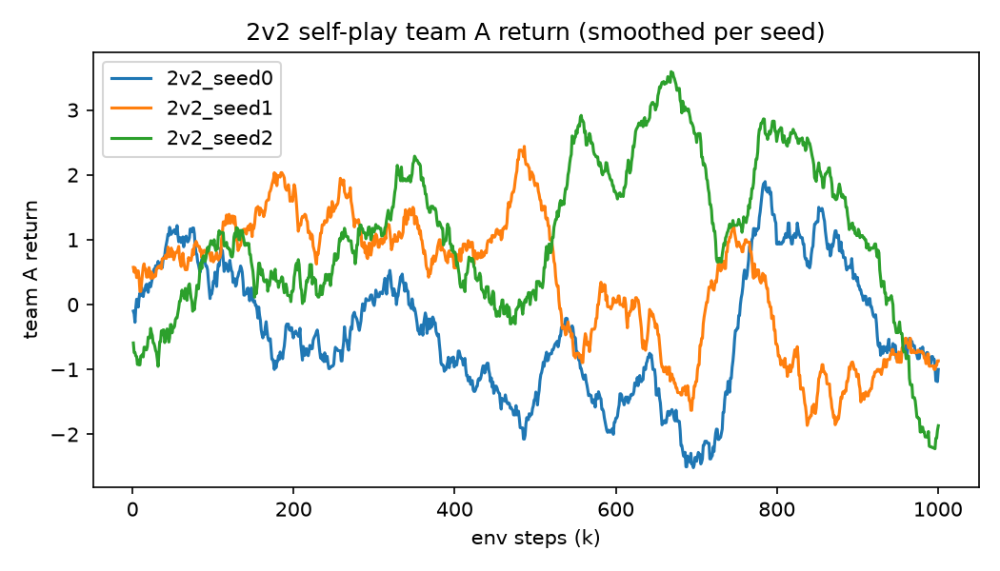 2v2 self-play team A return (smoothed per seed)
2v2_seed0
2v2_seed1
2v2_seed2
team A return
3
2
1
0
−1
−2
0
200
400
600
800
1000
env steps (k)